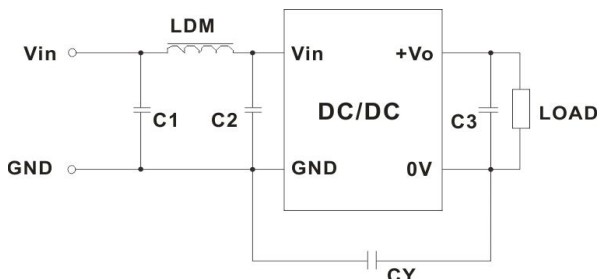 LDM
Vin
Vin
+Vo
C1
C2
DC/DC
C3
LOAD
GND
GND
0V
CY